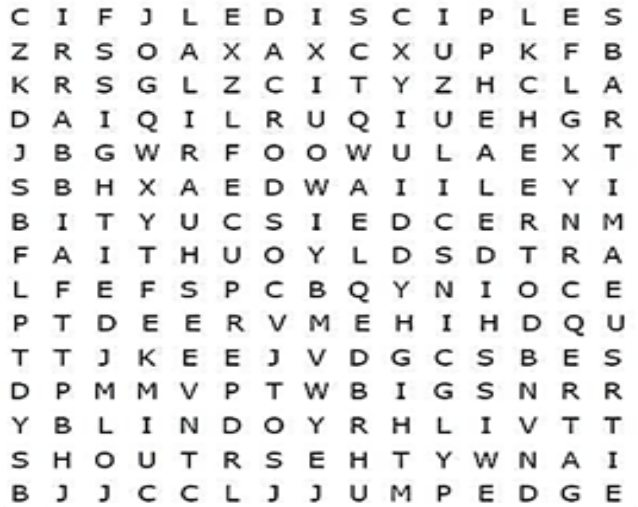 C I F J L E D I S C I P L E S
Z R S O A X A X C X U P K F B
K R S G L Z C I T Y Z H C L A
D A I Q I L R U Q I U E H G R
J B G W R F O O W U L A E X T
S B H X A E D W A I I L E Y I
B I T Y U C S I E D C E R N M
F A I T H U O Y L D S D T R A
L F E F S P C B Q Y N I O C E
P T D E E R V M E H I H D Q U
T T J K E E J V D G C S B E S
D P M M V P T W B I G S N R R
Y B L I N D O Y R H L I V T T
S H O U T R S E H T Y W N A I
B J J C C L J J U M P E D G E